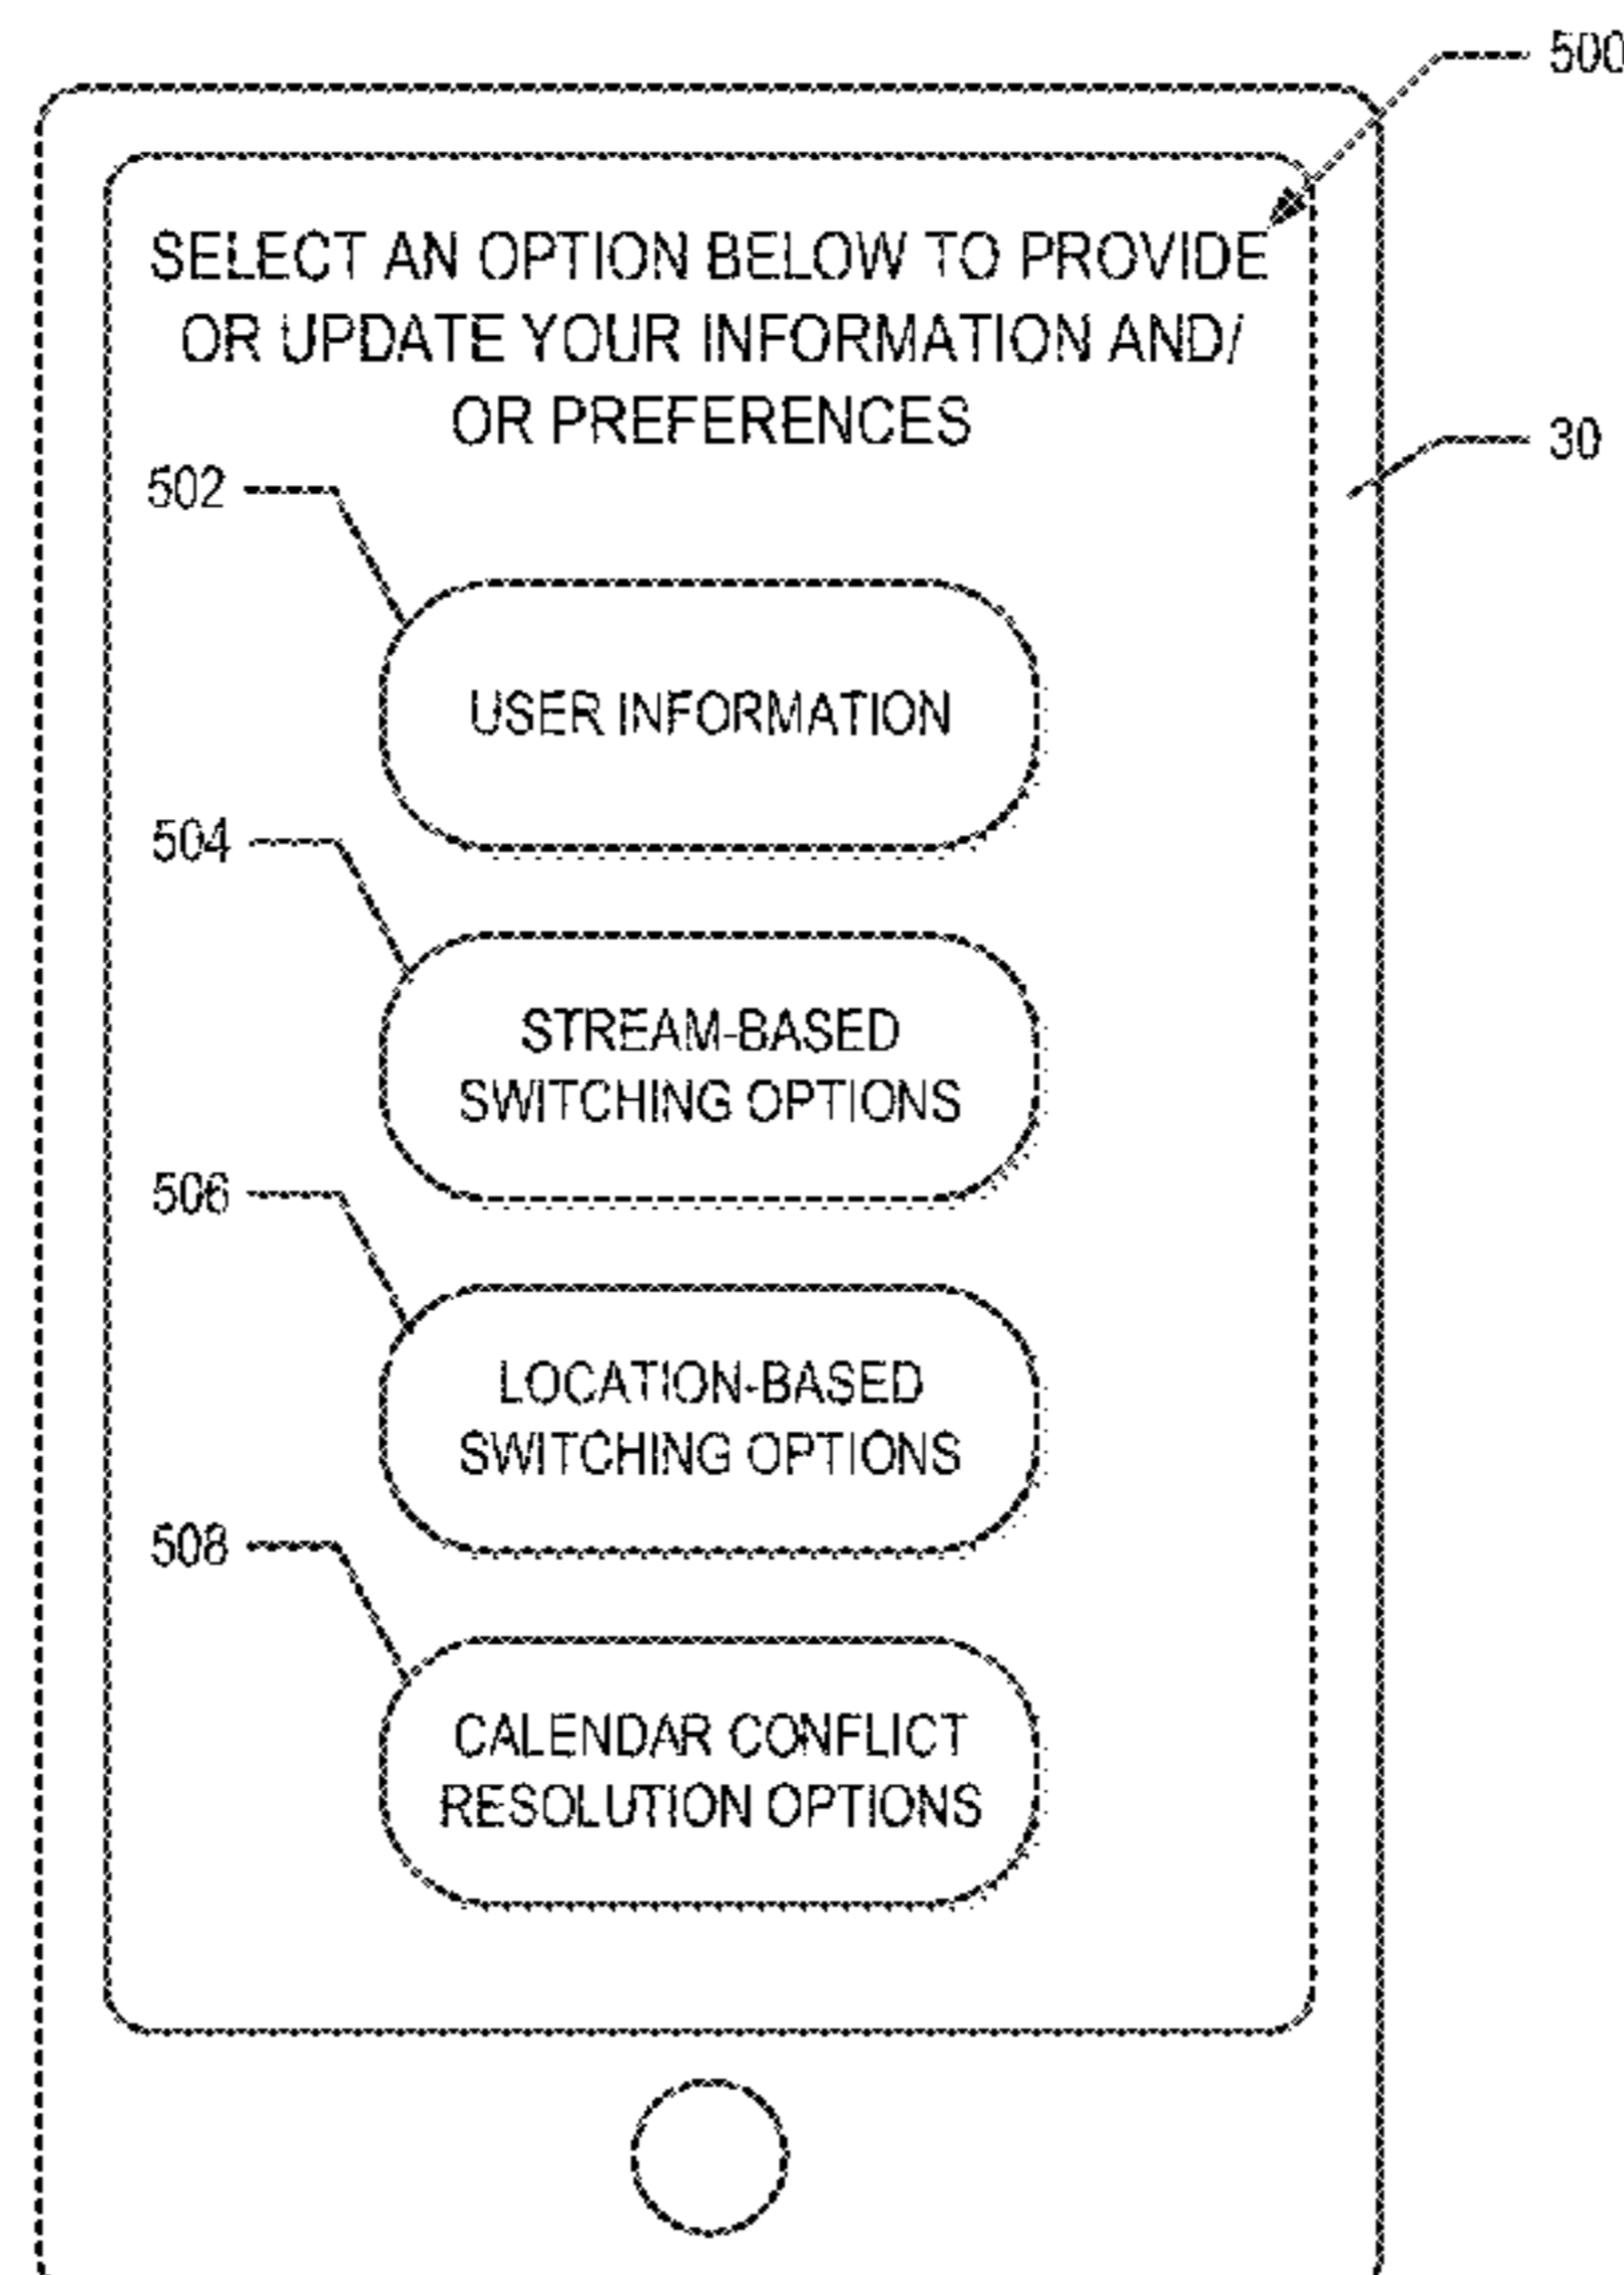 500
SELECT AN OPTION BELOW TO PROVIDE
OR UPDATE YOUR INFORMATION AND/
OR PREFERENCES
30
502
USER INFORMATION
504
STREAM-BASED
SWITCHING OPTIONS
506
LOCATION-BASED
SWITCHING OPTIONS
508
CALENDAR CONFLICT
RESOLUTION OPTIONS